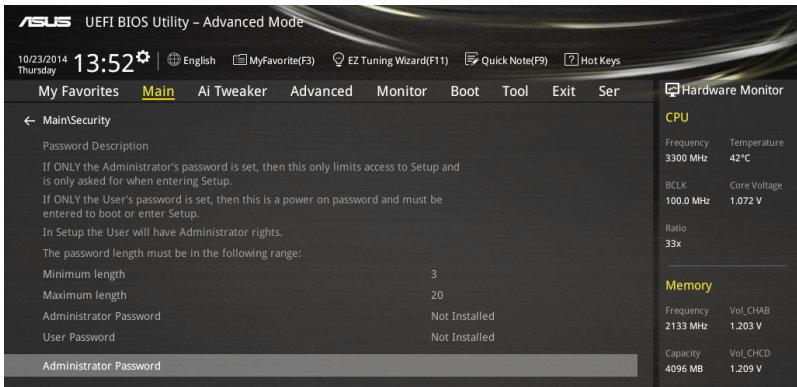 ASUS UEFI BIOS Utility – Advanced Mode
10/23/2014 Thursday 13:52 English MyFavorite(F3) EZ Tuning Wizard(F11) Quick Note(F9) ? Hot Keys
My Favorites Main Ai Tweaker Advanced Monitor Boot Tool Exit Ser
← Main\Security
Password Description
If ONLY the Administrator's password is set, then this only limits access to Setup and
is only asked for when entering Setup.
If ONLY the User's password is set, then this is a power on password and must be
entered to boot or enter Setup.
In Setup the User will have Administrator rights.
The password length must be in the following range:
Minimum length 3
Maximum length 20
Administrator Password Not Installed
User Password Not Installed
Administrator Password
Hardware Monitor
CPU
Frequency Temperature
3300 MHz 42°C
BCLK Core Voltage
100.0 MHz 1.072 V
Ratio
33x
Memory
Frequency Vol_CHAB
2133 MHz 1.203 V
Capacity Vol_CHCD
4096 MB 1.209 V